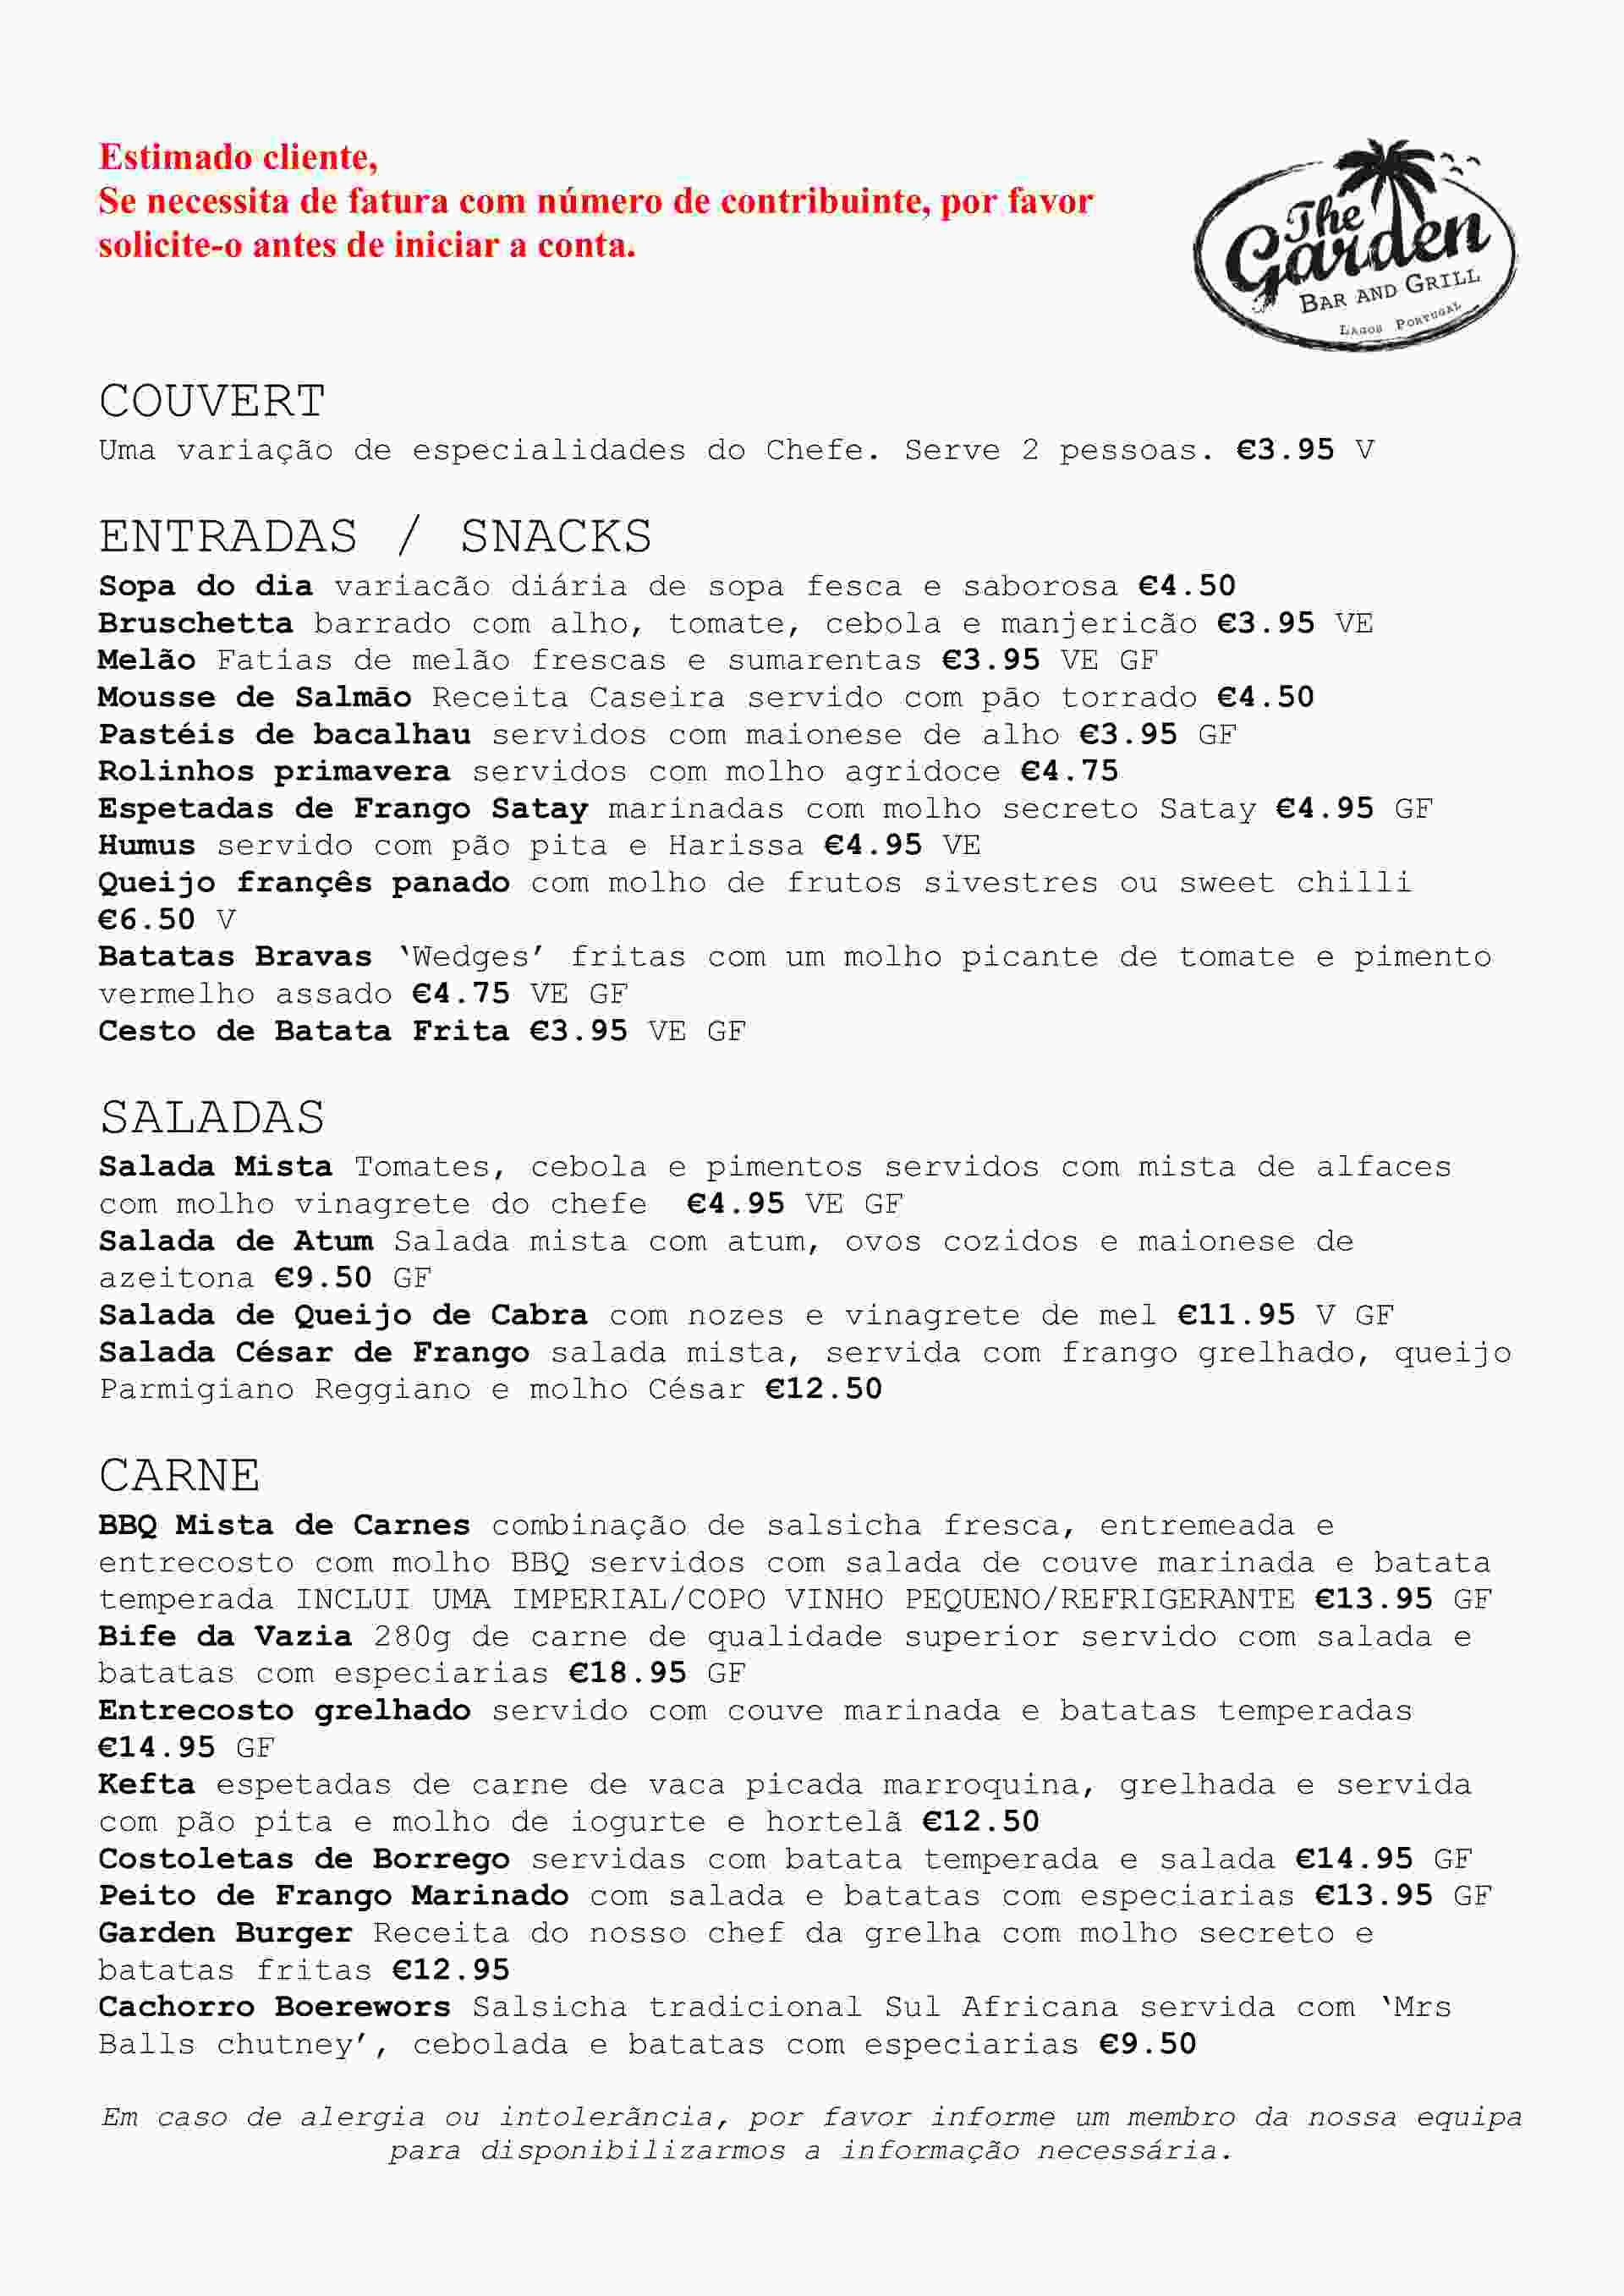 Estimado cliente,
Se necessita de fatura com número de contribuinte, por favor
solicite-o antes de iniciar a conta.
The
Garden
BAR AND GRILL
LAGOS PORTUGAL
COUVERT
Uma variação de especialidades do Chefe. Serve 2 pessoas. €3.95 V
ENTRADAS / SNACKS
Sopa do dia variacão diária de sopa fesca e saborosa €4.50
Bruschetta barrado com alho, tomate, cebola e manjericão €3.95 VE
Melão Fatias de melão frescas e sumarentas €3.95 VE GF
Mousse de Salmão Receita Caseira servido com pão torrado €4.50
Pastéis de bacalhau servidos com maionese de alho €3.95 GF
Rolinhos primavera servidos com molho agridoce €4.75
Espetadas de Frango Satay marinadas com molho secreto Satay €4.95 GF
Humus servido com pão pita e Harissa €4.95 VE
Queijo françês panado com molho de frutos sivestres ou sweet chilli
€6.50 V
Batatas Bravas ‘Wedges’ fritas com um molho picante de tomate e pimento
vermelho assado €4.75 VE GF
Cesto de Batata Frita €3.95 VE GF
SALADAS
Salada Mista Tomates, cebola e pimentos servidos com mista de alfaces
com molho vinagrete do chefe €4.95 VE GF
Salada de Atum Salada mista com atum, ovos cozidos e maionese de
azeitona €9.50 GF
Salada de Queijo de Cabra com nozes e vinagrete de mel €11.95 V GF
Salada César de Frango salada mista, servida com frango grelhado, queijo
Parmigiano Reggiano e molho César €12.50
CARNE
BBQ Mista de Carnes combinação de salsicha fresca, entremeada e
entrecosto com molho BBQ servidos com salada de couve marinada e batata
temperada INCLUI UMA IMPERIAL/COPO VINHO PEQUENO/REFRIGERANTE €13.95 GF
Bife da Vazia 280g de carne de qualidade superior servido com salada e
batatas com especiarias €18.95 GF
Entrecosto grelhado servido com couve marinada e batatas temperadas
€14.95 GF
Kefta espetadas de carne de vaca picada marroquina, grelhada e servida
com pão pita e molho de iogurte e hortelã €12.50
Costoletas de Borrego servidas com batata temperada e salada €14.95 GF
Peito de Frango Marinado com salada e batatas com especiarias €13.95 GF
Garden Burger Receita do nosso chef da grelha com molho secreto e
batatas fritas €12.95
Cachorro Boerewors Salsicha tradicional Sul Africana servida com ‘Mrs
Balls chutney’, cebolada e batatas com especiarias €9.50
Em caso de alergia ou intolerância, por favor informe um membro da nossa equipa
para disponibilizarmos a informação necessária.